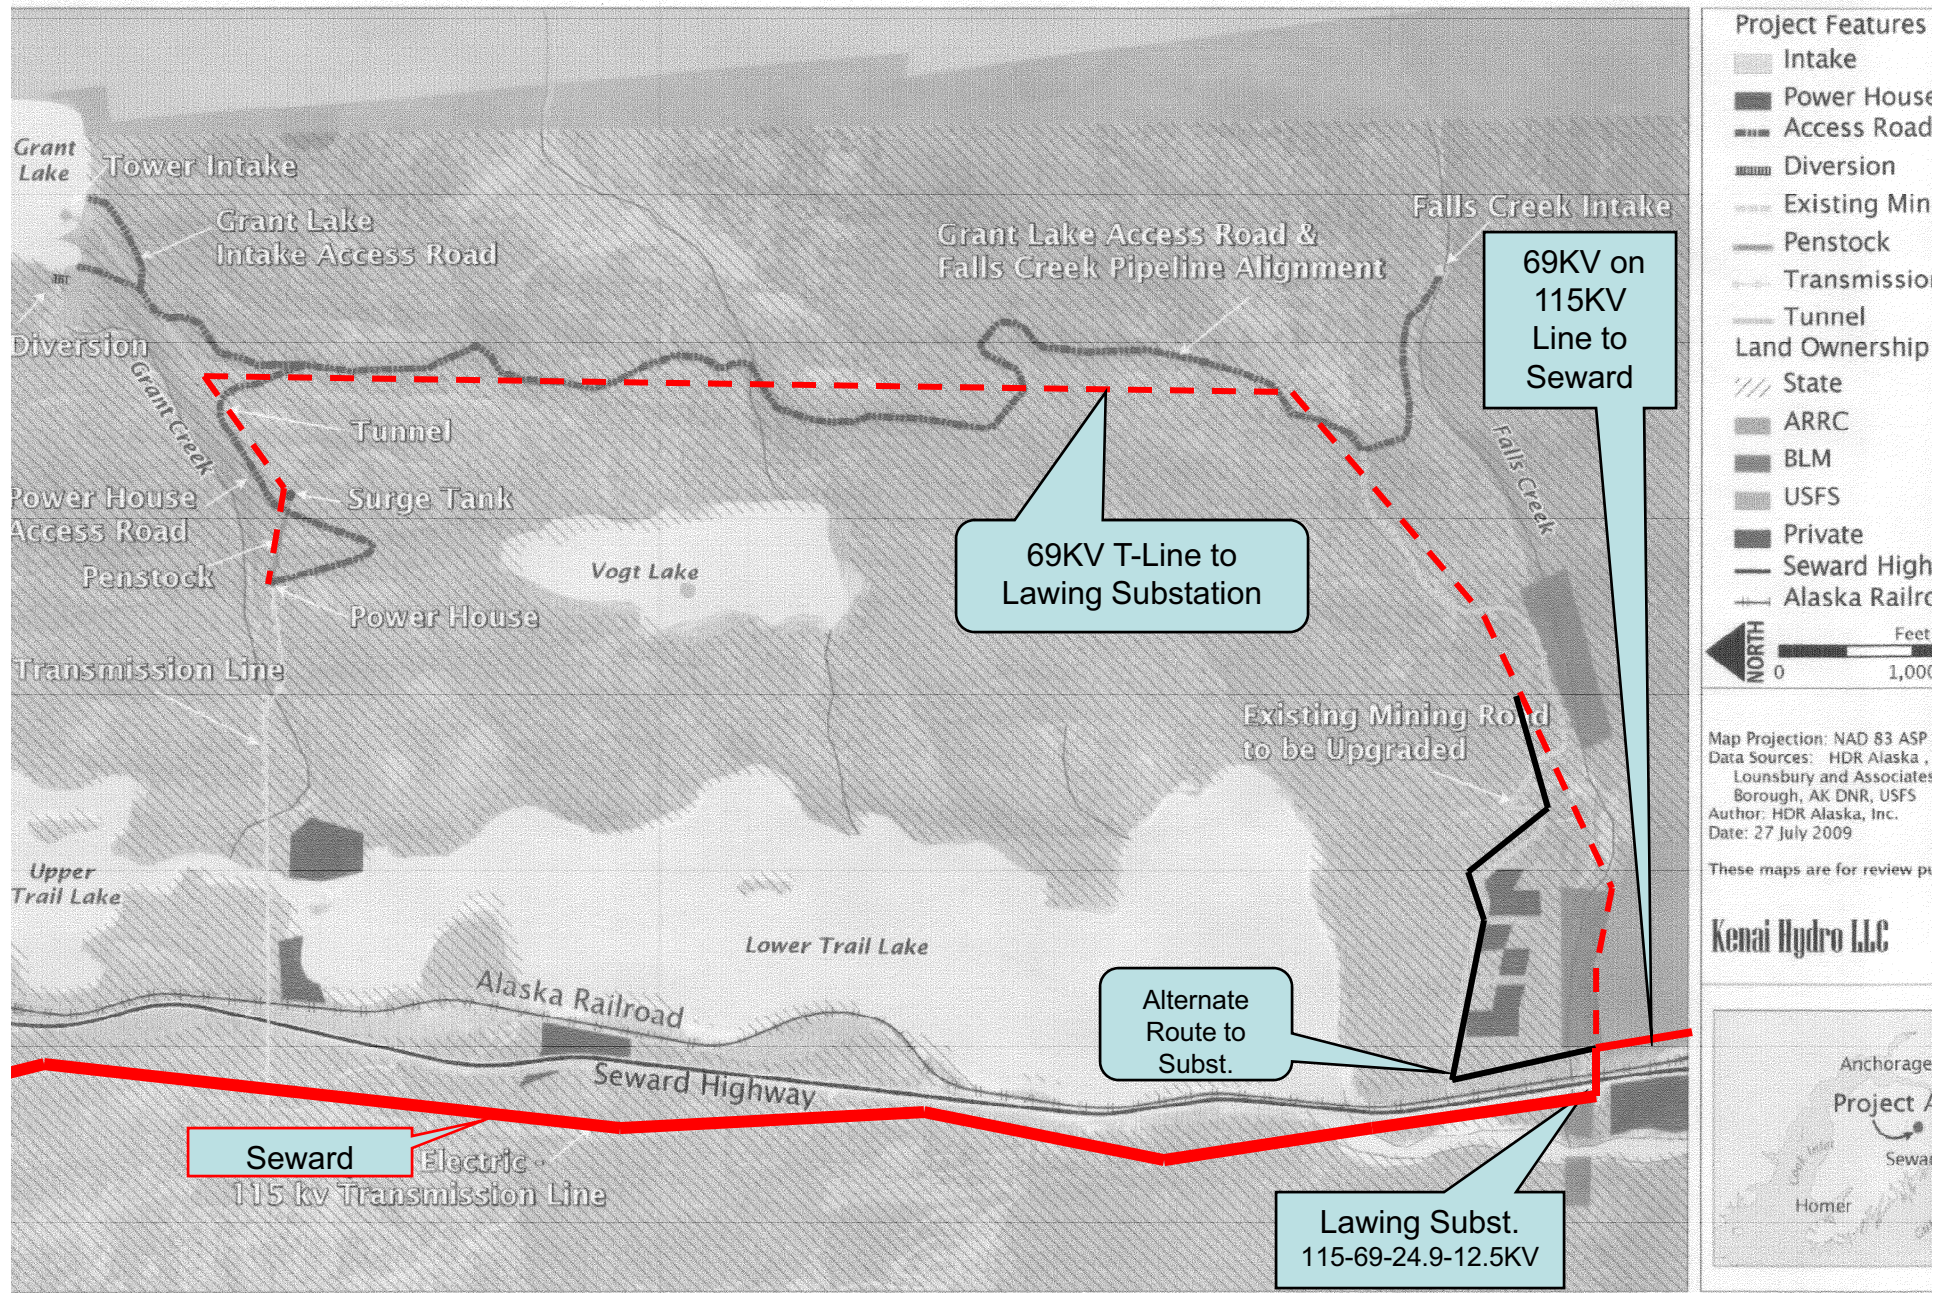 Grant
Lake
Tower Intake
Grant Lake
Intake Access Road
Diversion
Grant Creek
Tunnel
Power House
Access Road
Surge Tank
Penstock
Power House
Transmission Line
Vogt Lake
Grant Lake Access Road &
Falls Creek Pipeline Alignment
Falls Creek Intake
69KV on
115KV
Line to
Seward
Falls Creek
69KV T-Line to
Lawing Substation
Existing Mining Road
to be Upgraded
Upper
Trail Lake
Lower Trail Lake
Alaska Railroad
Seward Highway
Alternate
Route to
Subst.
Seward
Electric -
115 kv Transmission Line
Lawing Subst.
115-69-24.9-12.5KV
Project Features
Intake
Power House
Access Road
Diversion
Existing Min
Penstock
Transmission
Tunnel
Land Ownership
State
ARRC
BLM
USFS
Private
Seward High
Alaska Railro
NORTH
Feet
0 1,000
Map Projection: NAD 83 ASP
Data Sources: HDR Alaska ,
Lounsbury and Associates
Borough, AK DNR, USFS
Author: HDR Alaska, Inc.
Date: 27 July 2009
These maps are for review pu
Kenai Hydro LLC
Anchorage
Project A
Cook Inlet
Sewar
Homer